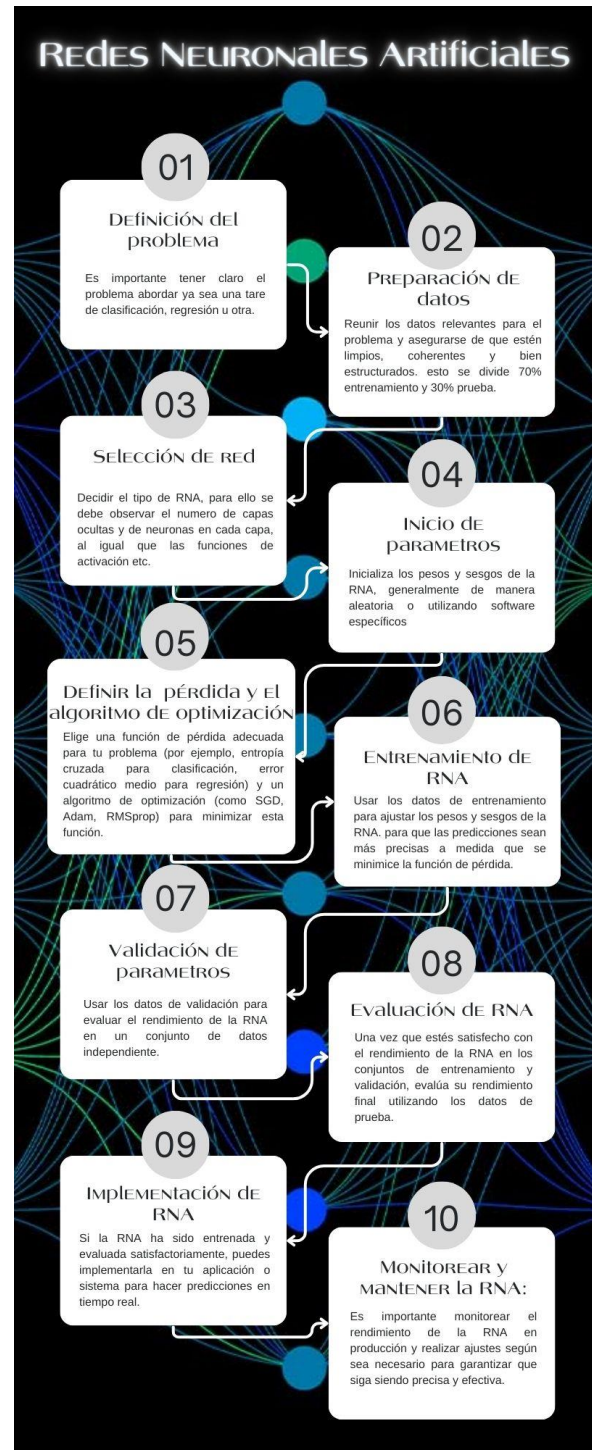 Redes Neuronales Artificiales
01
Definición del
problema
Es importante tener claro el
problema abordar ya sea una tare
de clasificación, regresión u otra.
02
Preparación de
datos
Reunir los datos relevantes para el
problema y asegurarse de que estén
limpios, coherentes y bien
estructurados. esto se divide 70%
entrenamiento y 30% prueba.
03
Selección de red
Decidir el tipo de RNA, para ello se
debe observar el numero de capas
ocultas y de neuronas en cada capa,
al igual que las funciones de
activación etc.
04
Inicio de
parametros
Inicializa los pesos y sesgos de la
RNA, generalmente de manera
aleatoria o utilizando software
específicos
05
Definir la pérdida y el
algoritmo de optimización
Elige una función de pérdida adecuada
para tu problema (por ejemplo, entropía
cruzada para clasificación, error
cuadrático medio para regresión) y un
algoritmo de optimización (como SGD,
Adam, RMSprop) para minimizar esta
función.
06
Entrenamiento de
RNA
Usar los datos de entrenamiento
para ajustar los pesos y sesgos de la
RNA. para que las predicciones sean
más precisas a medida que se
minimice la función de pérdida.
07
Validación de
parametros
Usar los datos de validación para
evaluar el rendimiento de la RNA
en un conjunto de datos
independiente.
08
Evaluación de RNA
Una vez que estés satisfecho con
el rendimiento de la RNA en los
conjuntos de entrenamiento y
validación, evalúa su rendimiento
final utilizando los datos de
prueba.
09
Implementación de
RNA
Si la RNA ha sido entrenada y
evaluada satisfactoriamente, puedes
implementarla en tu aplicación o
sistema para hacer predicciones en
tiempo real.
10
Monitorear y
mantener la RNA:
Es importante monitorear el
rendimiento de la RNA en
producción y realizar ajustes según
sea necesario para garantizar que
siga siendo precisa y efectiva.